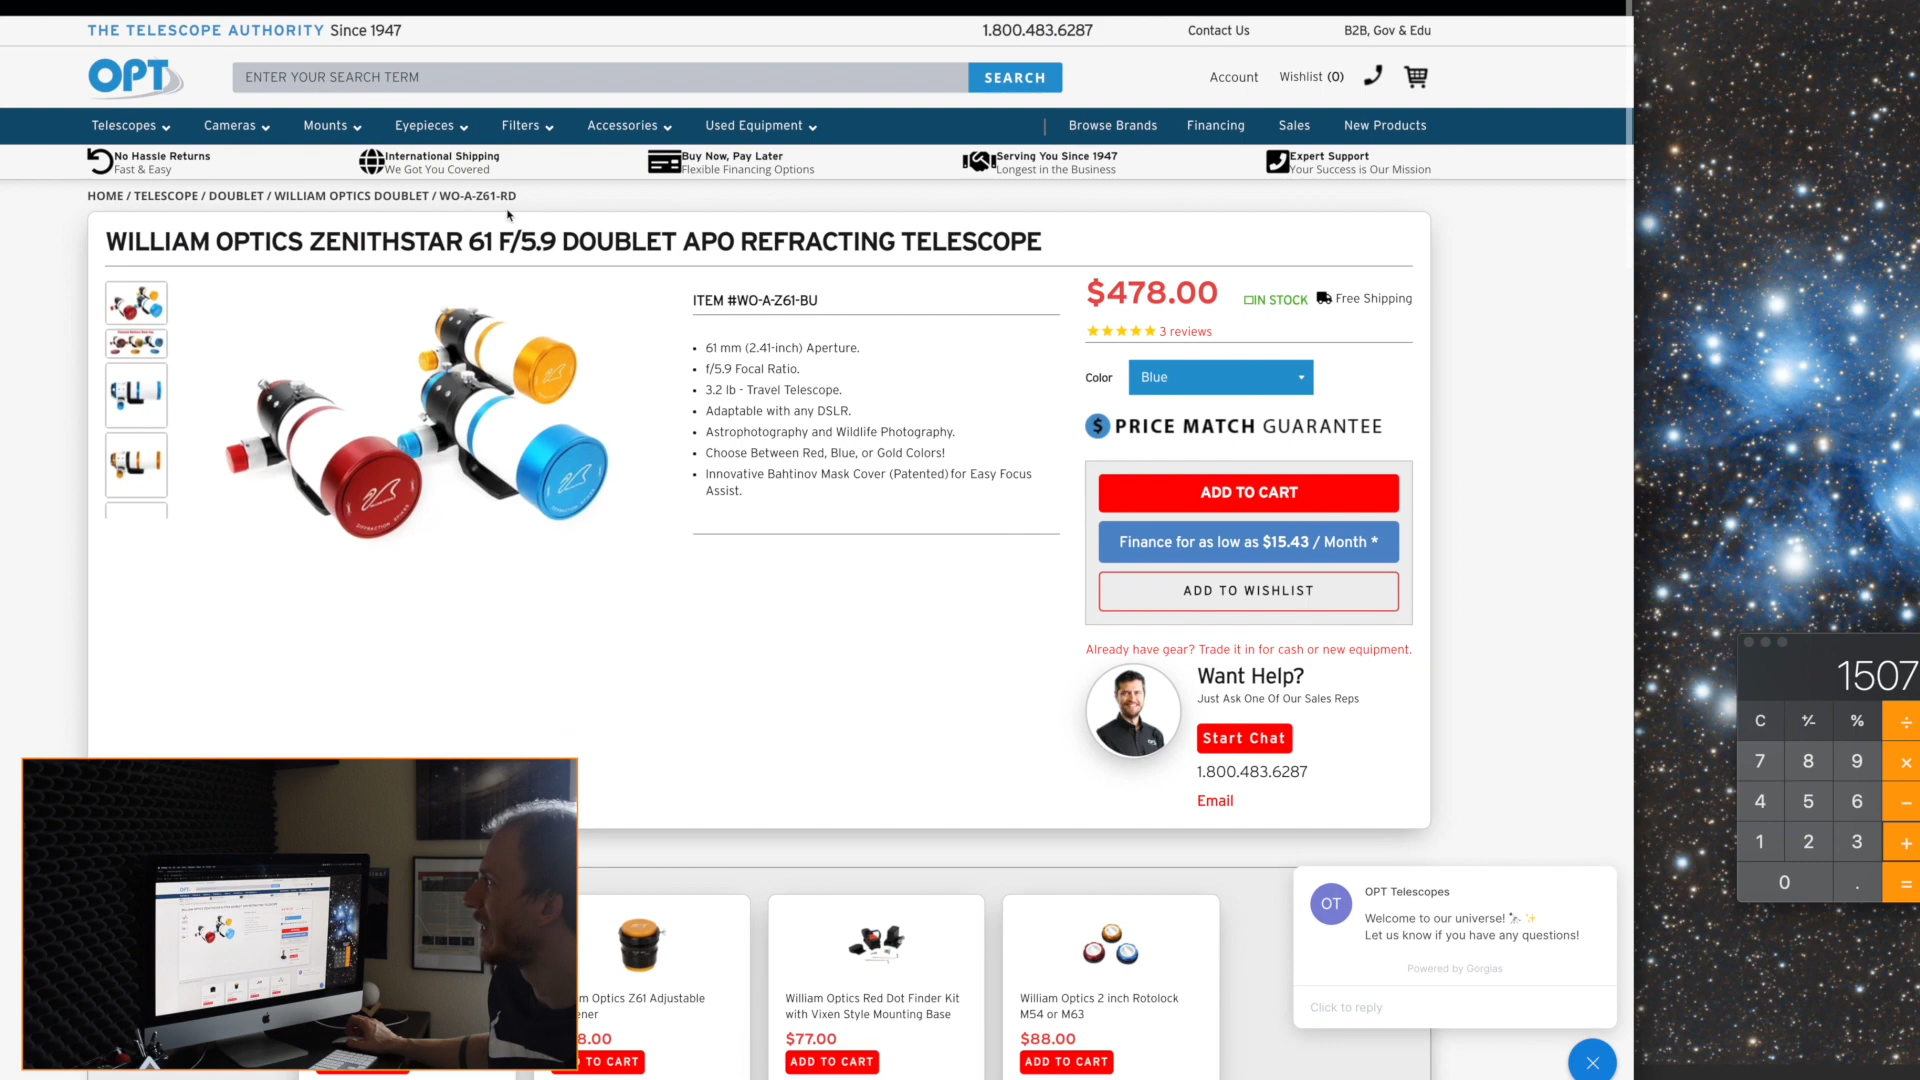 THE TELESCOPE AUTHORITY Since 1947
1.800.483.6287
Contact Us
B2B, Gov & Edu
OPT
ENTER YOUR SEARCH TERM
SEARCH
Account
Wishlist (0)
Telescopes
Cameras
Mounts
Eyepieces
Filters
Accessories
Used Equipment
Browse Brands
Financing
Sales
New Products
No Hassle Returns
Fast & Easy
International Shipping
We Got You Covered
Buy Now, Pay Later
Flexible Financing Options
Serving You Since 1947
Longest in the Business
Expert Support
Your Success is Our Mission
HOME / TELESCOPE / DOUBLET / WILLIAM OPTICS DOUBLET / WO-A-Z61-RD
WILLIAM OPTICS ZENITHSTAR 61 F/5.9 DOUBLET APO REFRACTING TELESCOPE
ITEM #WO-A-Z61-BU
• 61 mm (2.41-inch) Aperture.
• f/5.9 Focal Ratio.
• 3.2 lb - Travel Telescope.
• Adaptable with any DSLR.
• Astrophotography and Wildlife Photography.
• Choose Between Red, Blue, or Gold Colors!
• Innovative Bahtinov Mask Cover (Patented) for Easy Focus
Assist.
$478.00
IN STOCK
Free Shipping
3 reviews
Color
Blue
$ PRICE MATCH GUARANTEE
ADD TO CART
Finance for as low as $15.43 / Month *
ADD TO WISHLIST
Already have gear? Trade it in for cash or new equipment.
Want Help?
Just Ask One Of Our Sales Reps
Start Chat
1.800.483.6287
Email
1507
C
+⁄-
%
÷
7
8
9
×
4
5
6
−
1
2
3
+
0
.
=
m Optics Z61 Adjustable
ener
8.00
TO CART
William Optics Red Dot Finder Kit
with Vixen Style Mounting Base
$77.00
ADD TO CART
William Optics 2 inch Rotolock
M54 or M63
$88.00
ADD TO CART
OT
OPT Telescopes
Welcome to our universe! 🔭 ✨
Let us know if you have any questions!
Powered by Gorgias
Click to reply